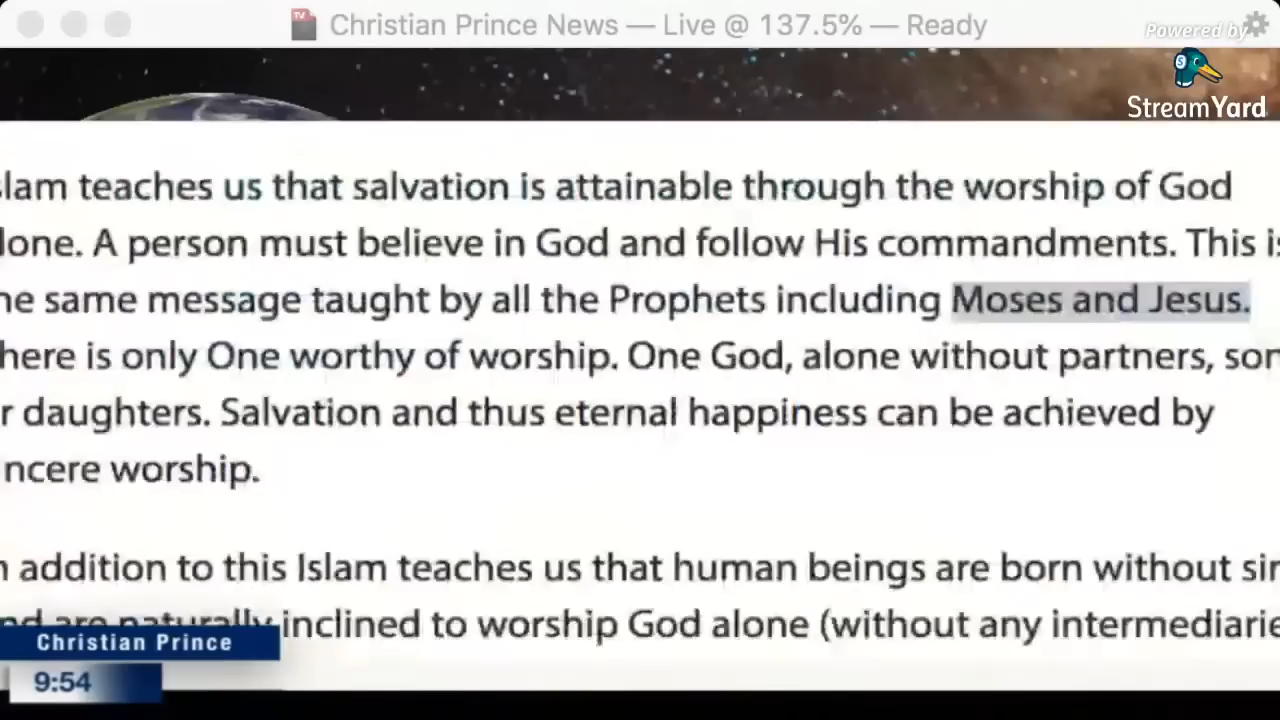 Christian Prince News — Live @ 137.5% — Ready
Powered by
StreamYard
slam teaches us that salvation is attainable through the worship of God
lone. A person must believe in God and follow His commandments. This is
he same message taught by all the Prophets including Moses and Jesus.
here is only One worthy of worship. One God, alone without partners, son
r daughters. Salvation and thus eternal happiness can be achieved by
ncere worship.
n addition to this Islam teaches us that human beings are born without sin
nd are naturally inclined to worship God alone (without any intermediarie
Christian Prince
9:54